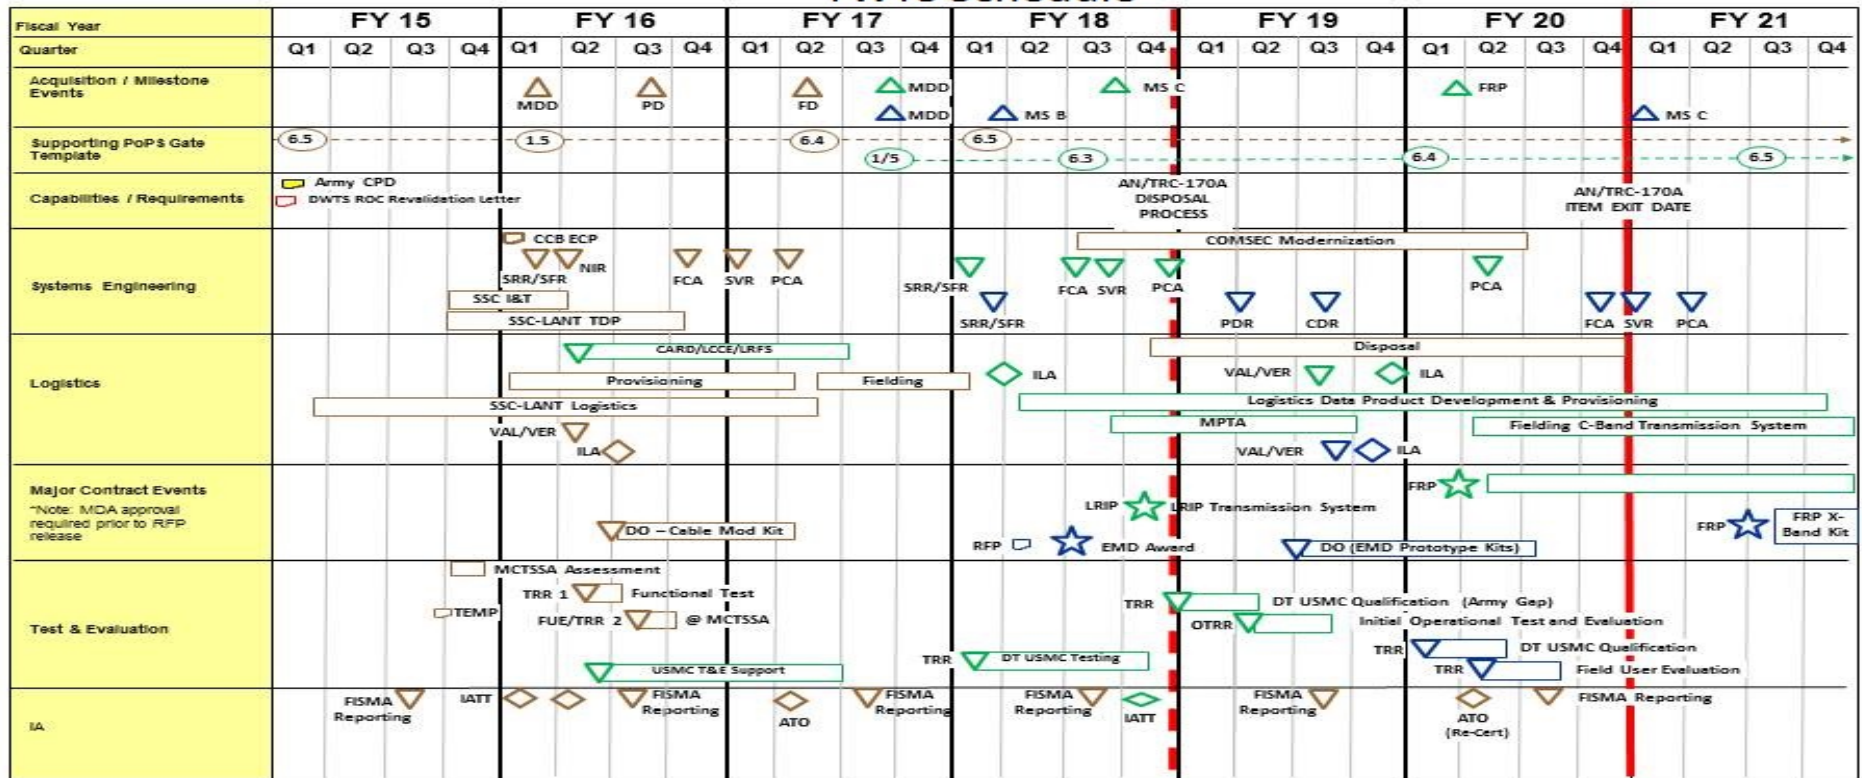 Fiscal Year FY 15 FY 16 FY 17 FY 18 FY 19 FY 20 FY 21
Quarter Q1 Q2 Q3 Q4 Q1 Q2 Q3 Q4 Q1 Q2 Q3 Q4 Q1 Q2 Q3 Q4 Q1 Q2 Q3 Q4 Q1 Q2 Q3 Q4 Q1 Q2 Q3 Q4
Acquisition / Milestone
Events
MDD PD FD MDD MS C FRP
MDD MS B MS C
Supporting PoPS Gate
Template
6.5 1.5 6.4 6.5
1/5 6.3 6.4 6.5
Capabilities / Requirements
Army CPD
DWTS ROC Revalidation Letter
AN/TRC-170A
DISPOSAL
PROCESS
AN/TRC-170A
ITEM EXIT DATE
Systems Engineering
CCB ECP COMSEC Modernization
SRR/SFR NIR FCA SVR PCA SRR/SFR FCA SVR PCA PCA
SSC I&T
SSC-LANT TDP SRR/SFR PDR CDR FCA SVR PCA
Logistics
CARD/LCCE/LRFS Disposal
Provisioning Fielding ILA VAL/VER ILA
SSC-LANT Logistics Logistics Data Product Development & Provisioning
VAL/VER MPTA Fielding C-Band Transmission System
ILA VAL/VER ILA
Major Contract Events
*Note: MDA approval
required prior to RFP
release
FRP
LRIP LRIP Transmission System
DO – Cable Mod Kit FRP FRP X-
Band Kit
RFP EMD Award DO (EMD Prototype Kits)
Test & Evaluation
MCTSSA Assessment
TRR 1 Functional Test
TEMP FUE/TRR 2 @ MCTSSA
TRR DT USMC Qualification (Army Gap)
OTRR Initial Operational Test and Evaluation
TRR DT USMC Qualification
USMC T&E Support TRR DT USMC Testing TRR Field User Evaluation
IA
FISMA
Reporting
IATT
FISMA
Reporting
ATO
FISMA
Reporting
FISMA
Reporting
IATT
FISMA
Reporting
ATO
(Re-Cert)
FISMA Reporting